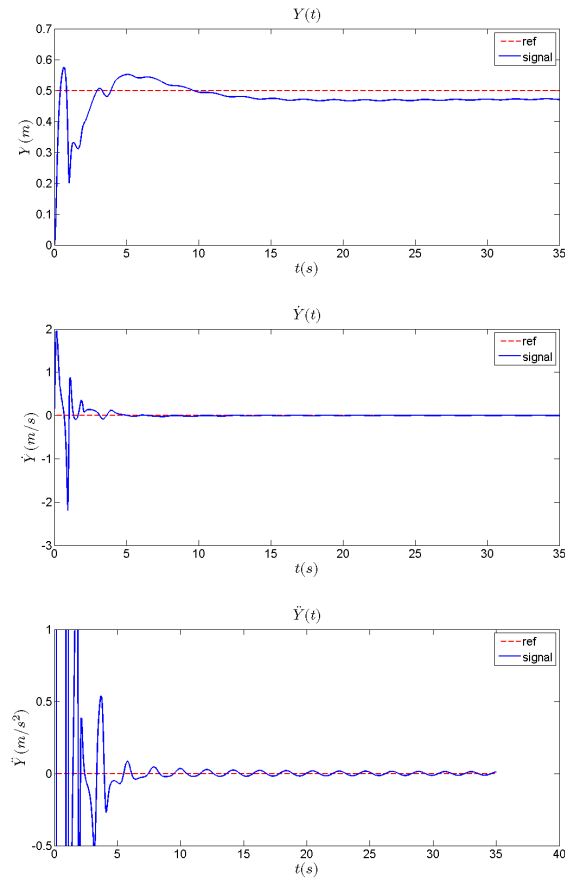 Y(t)
0.7
0.6
0.5
0.4
0.3
0.2
0.1
0
Y (m)
ref
signal
0 5 10 15 20 25 30 35
t(s)
Ẏ(t)
2
1
0
-1
-2
-3
Ẏ (m/s)
ref
signal
0 5 10 15 20 25 30 35
t(s)
Ÿ(t)
1
0.5
0
-0.5
Ÿ (m/s²)
ref
signal
0 5 10 15 20 25 30 35 40
t(s)